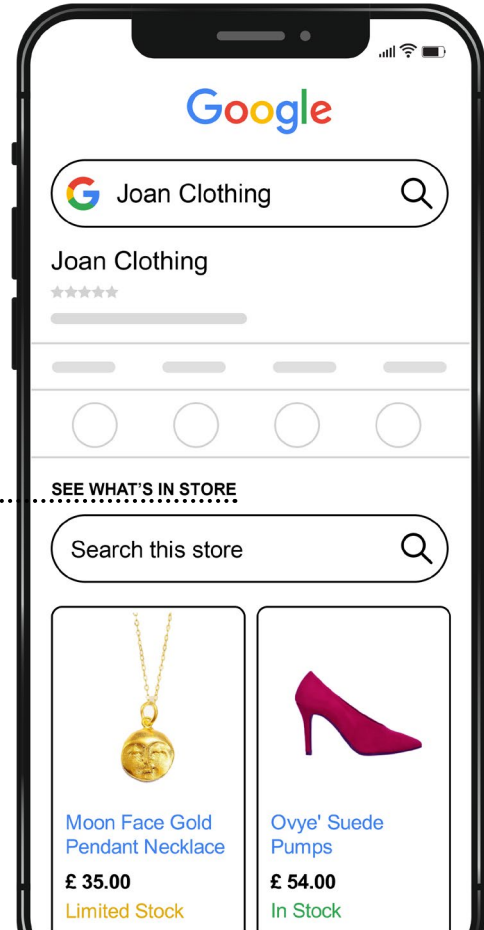 Google
G Joan Clothing
Joan Clothing
SEE WHAT'S IN STORE
Search this store
Moon Face Gold
Pendant Necklace
£ 35.00
Limited Stock
Ovye' Suede
Pumps
£ 54.00
In Stock